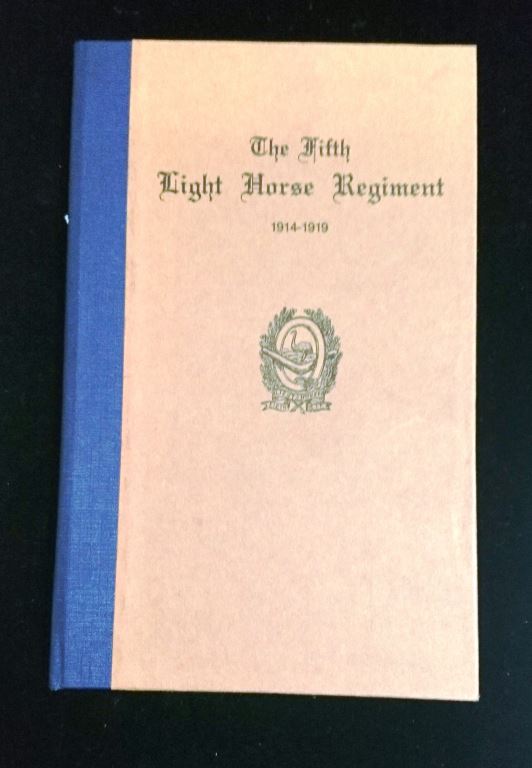 The Fifth
Light Horse Regiment
1914-1919